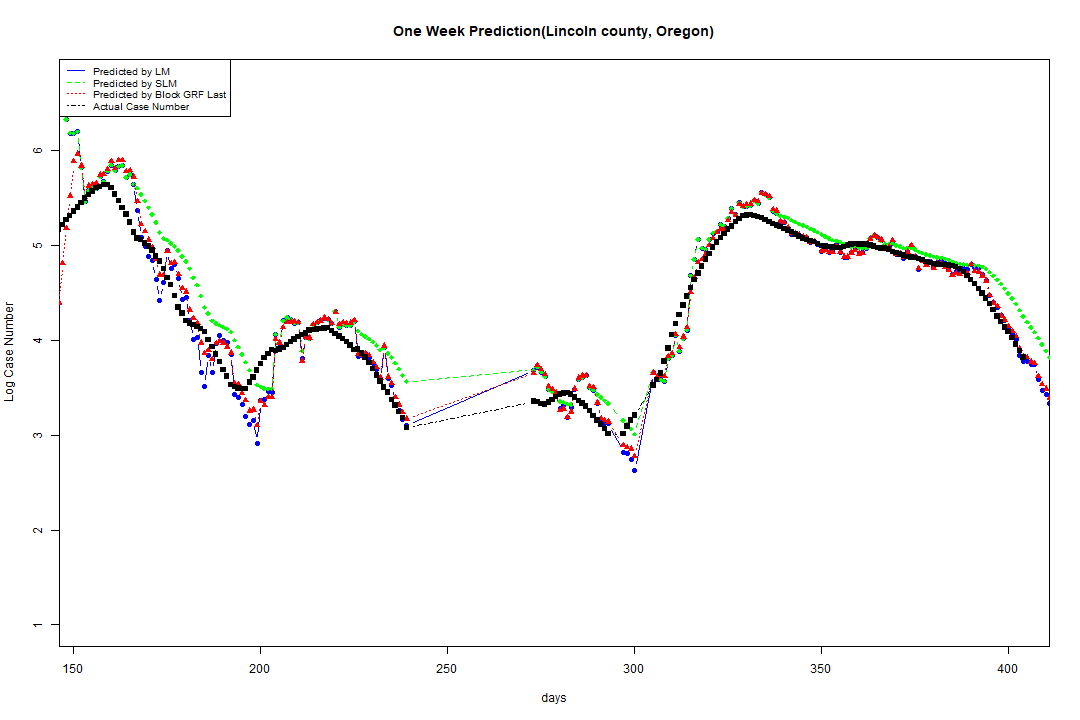 One Week Prediction(Lincoln county, Oregon)
Predicted by LM
Predicted by SLM
Predicted by Block GRF Last
Actual Case Number
Log Case Number
6
5
4
3
2
1
150 200 250 300 350 400
days